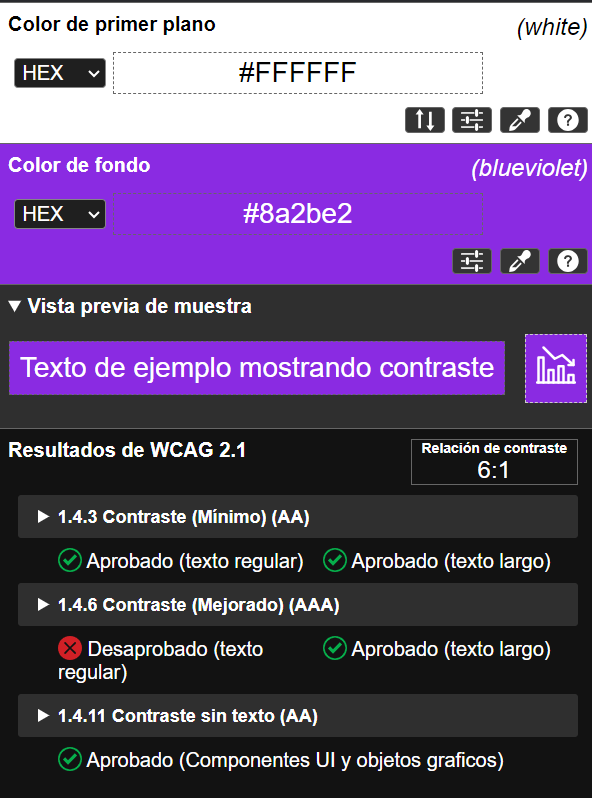 Color de primer plano
(white)
HEX
#FFFFFF
?
Color de fondo
(blueviolet)
HEX
#8a2be2
?
▼ Vista previa de muestra
Texto de ejemplo mostrando contraste
Resultados de WCAG 2.1
Relación de contraste
6:1
▶ 1.4.3 Contraste (Mínimo) (AA)
Aprobado (texto regular)
Aprobado (texto largo)
▶ 1.4.6 Contraste (Mejorado) (AAA)
Desaprobado (texto
regular)
Aprobado (texto largo)
▶ 1.4.11 Contraste sin texto (AA)
Aprobado (Componentes UI y objetos graficos)